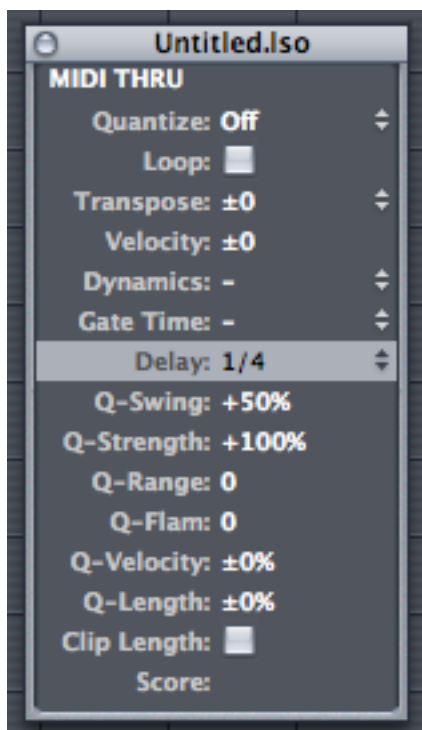 Untitled.lso
MIDI THRU
Quantize: Off
Loop:
Transpose: ±0
Velocity: ±0
Dynamics: –
Gate Time: –
Delay: 1/4
Q-Swing: +50%
Q-Strength: +100%
Q-Range: 0
Q-Flam: 0
Q-Velocity: ±0%
Q-Length: ±0%
Clip Length:
Score: